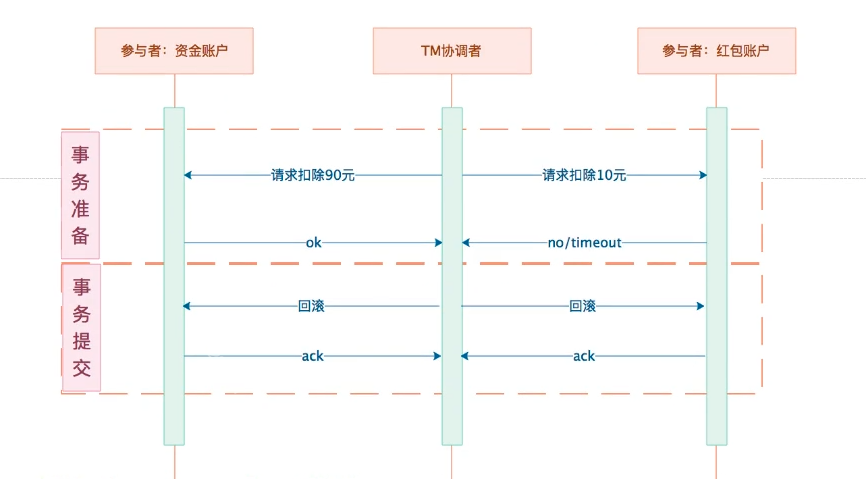 参与者：资金账户
TM协调者
参与者：红包账户
事务准备
请求扣除90元
请求扣除10元
ok
no/timeout
事务提交
回滚
回滚
ack
ack